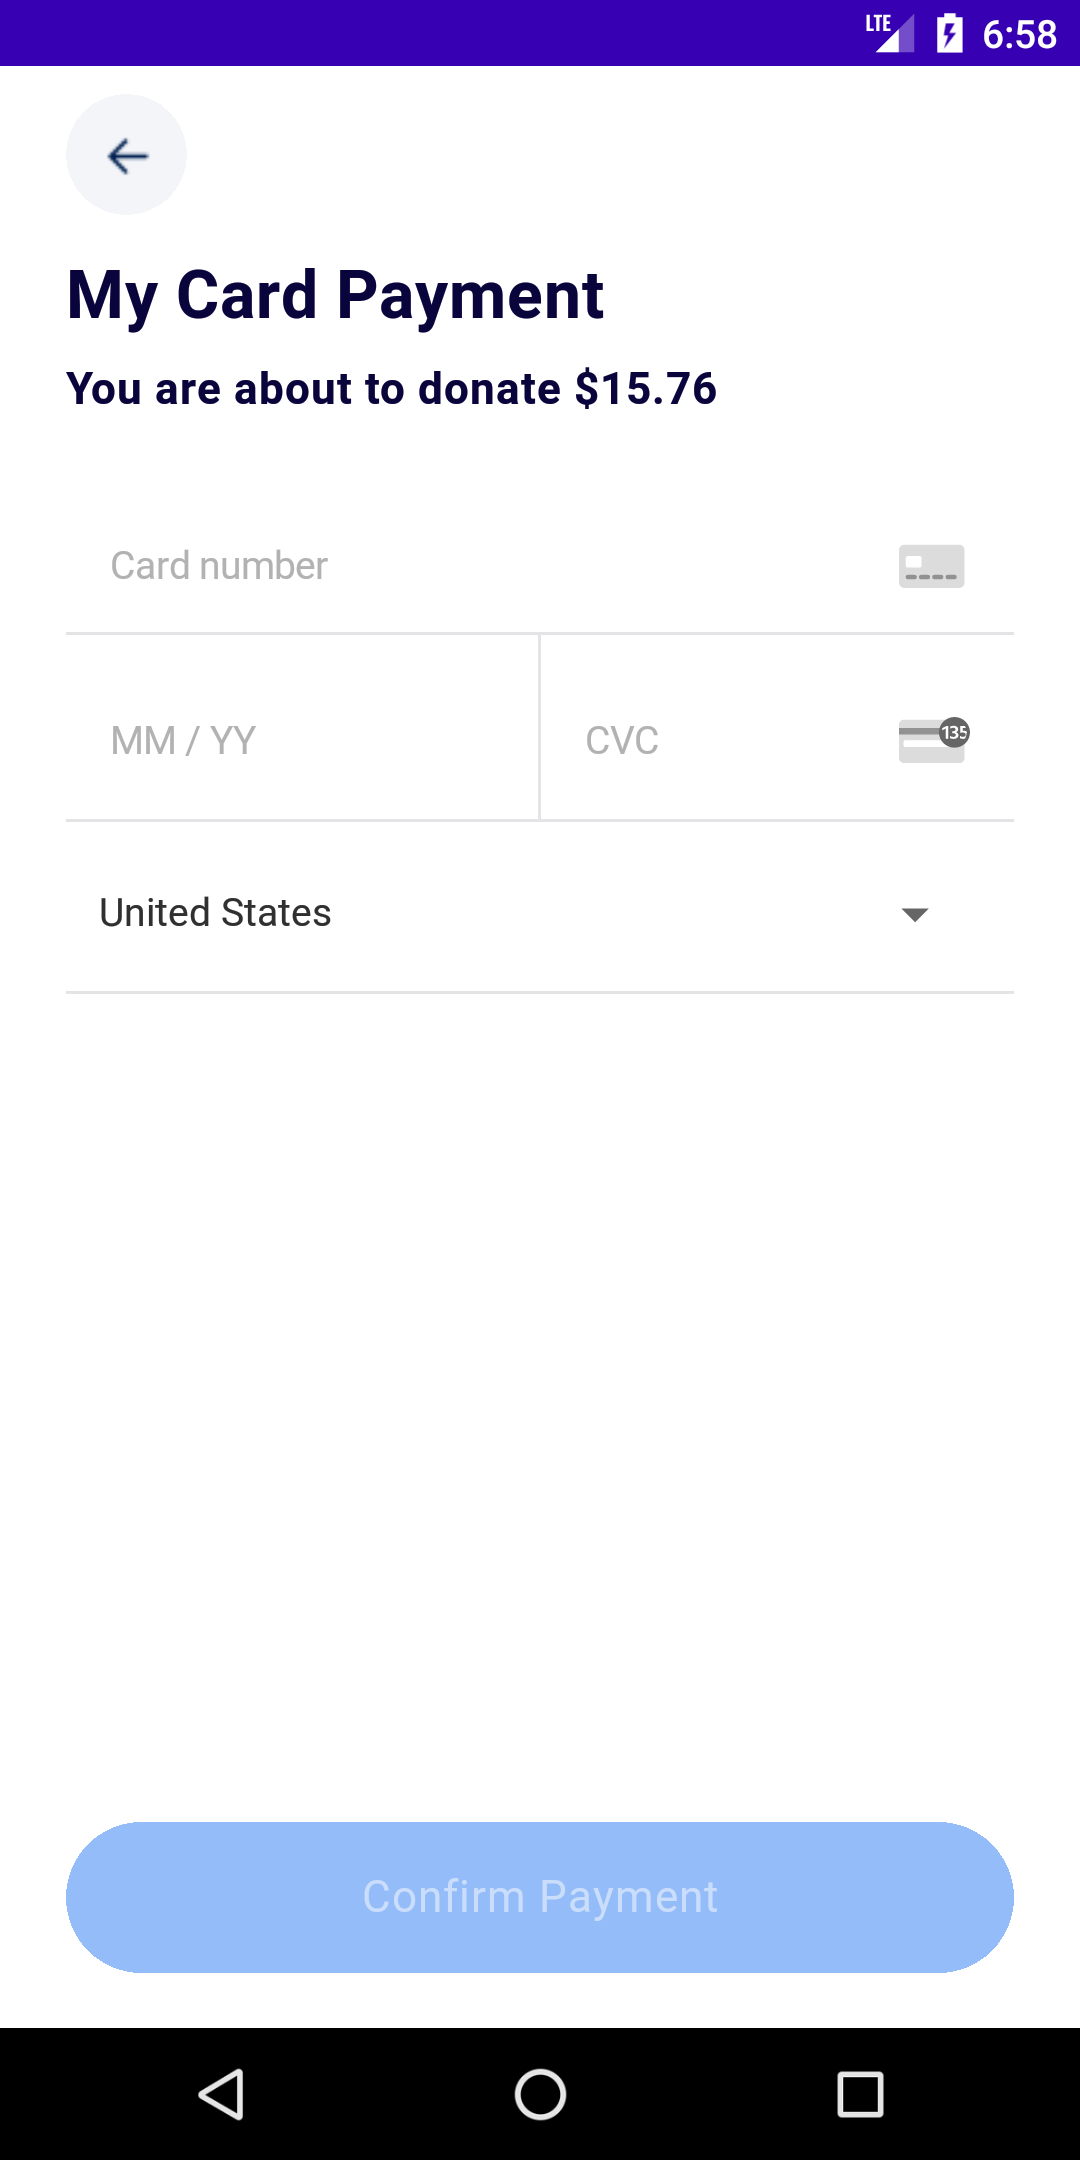 LTE 6:58
My Card Payment
You are about to donate $15.76
Card number
MM / YY
CVC
135
United States
Confirm Payment